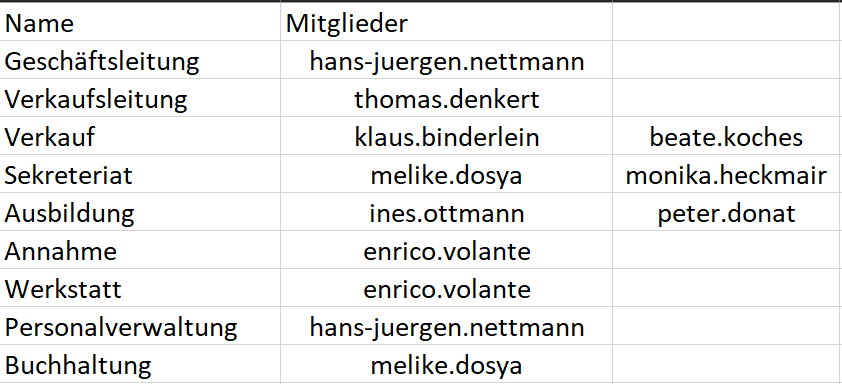 Name Mitglieder
Geschäftsleitung hans-juergen.nettmann
Verkaufsleitung thomas.denkert
Verkauf klaus.binderlein beate.koches
Sekreteriat melike.dosya monika.heckmair
Ausbildung ines.ottmann peter.donat
Annahme enrico.volante
Werkstatt enrico.volante
Personalverwaltung hans-juergen.nettmann
Buchhaltung melike.dosya